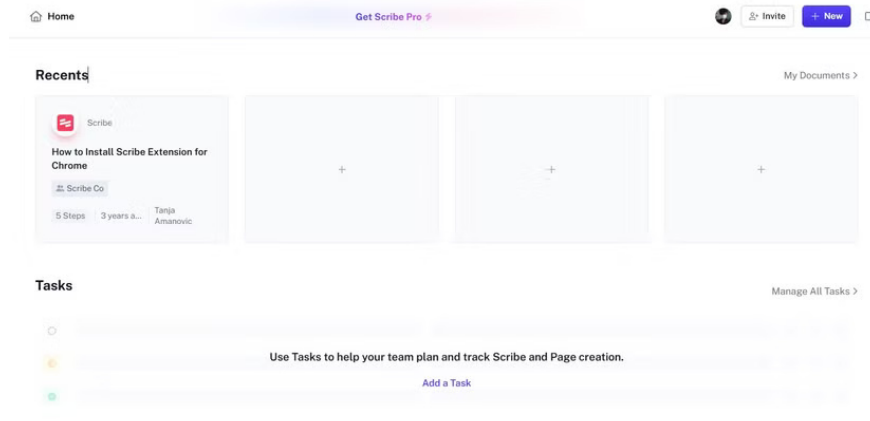 Home
Get Scribe Pro
Invite
+ New
Recents
My Documents >
Scribe
How to Install Scribe Extension for
Chrome
Scribe Co
5 Steps
3 years a...
Tanja
Amanovic
+
+
+
Tasks
Manage All Tasks >
Use Tasks to help your team plan and track Scribe and Page creation.
Add a Task